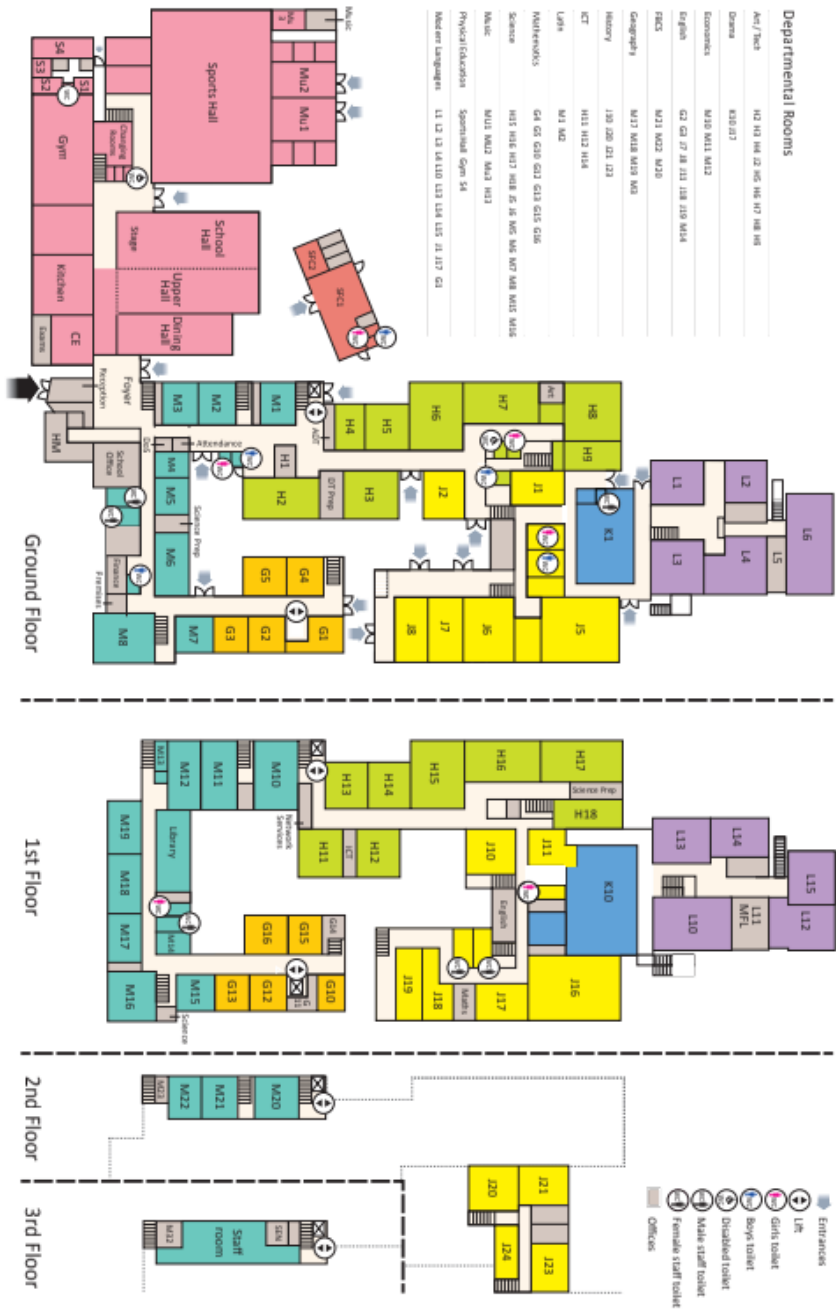 Departmental Rooms
Art / Tech H2 H3 H4 J2 H5 H6 H7 H8 H9
Drama K10 J17
Economics M10 M11 M12
English G2 G3 J7 J8 J11 J18 J19 M14
PBCS M21 M22 M20
Geography M17 M18 M19 M3
History J10 J20 J21 J23
ICT H11 H12 H14
Latin M1 M2
Mathematics G4 G5 G10 G12 G13 G15 G16
Science H15 H16 H17 H18 J5 J6 M5 M6 M7 M8 M15 M16
Music MU1 MU2 Mu3 H13
Physical Education Sports Hall Gym S4
Modern Languages L1 L2 L3 L4 L10 L13 L14 L15 J1 J17 G1
Entrances
Lift
Girls toilet
Boys toilet
Disabled toilet
Male staff toilet
Female staff toilet
Offices
Music
Mu3
Mu2
Mu1
Sports Hall
S4
S3
S2
S1
Gym
Changing Rooms
School Hall
Stage
Upper Hall
Dining Hall
Kitchen
CE
Exams
SFC2
SFC1
Reception
Foyer
HM
School Office
DoS
Attendance
M3
M2
M1
ADT
M4
M5
Science Prep
M6
Finance
Premises
M8
M7
G3
G2
G1
G5
G4
H1
H2
DT Prep
H3
H4
H5
H6
H7
Art
H8
H9
J2
J1
K1
J8
J7
J6
J5
L1
L2
L3
L4
L5
L6
Ground Floor
M13
M12
M11
M10
Network Services
Library
M19
M18
M17
M16
M14
M15
Science
G13
G12
G11
G10
G16
G15
G14
H13
H14
H15
H16
H17
Science Prep
H18
H11
ICT
H12
J10
J11
English
K10
J19
J18
Maths
J17
J16
L13
L14
L15
L10
L11
MFL
L12
1st Floor
M23
M22
M21
M20
J20
J21
J24
J23
2nd Floor
M32
Staff room
SEN
3rd Floor